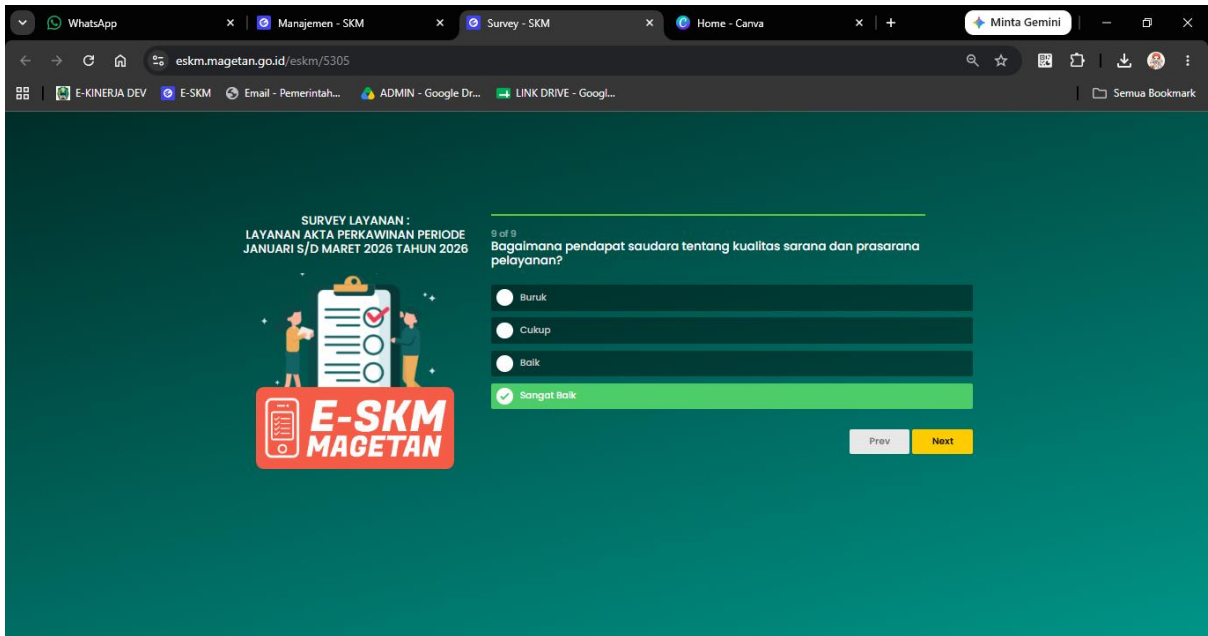 WhatsApp
Manajemen - SKM
Survey - SKM
Home - Canva
Minta Gemini
eskm.magetan.go.id/eskm/5305
E-KINERJA DEV
E-SKM
Email - Pemerintah...
ADMIN - Google Dr...
LINK DRIVE - Googl...
Semua Bookmark
SURVEY LAYANAN :
LAYANAN AKTA PERKAWINAN PERIODE
JANUARI S/D MARET 2026 TAHUN 2026
E-SKM
MAGETAN
9 of 9
Bagaimana pendapat saudara tentang kualitas sarana dan prasarana
pelayanan?
Buruk
Cukup
Baik
Sangat Baik
Prev
Next